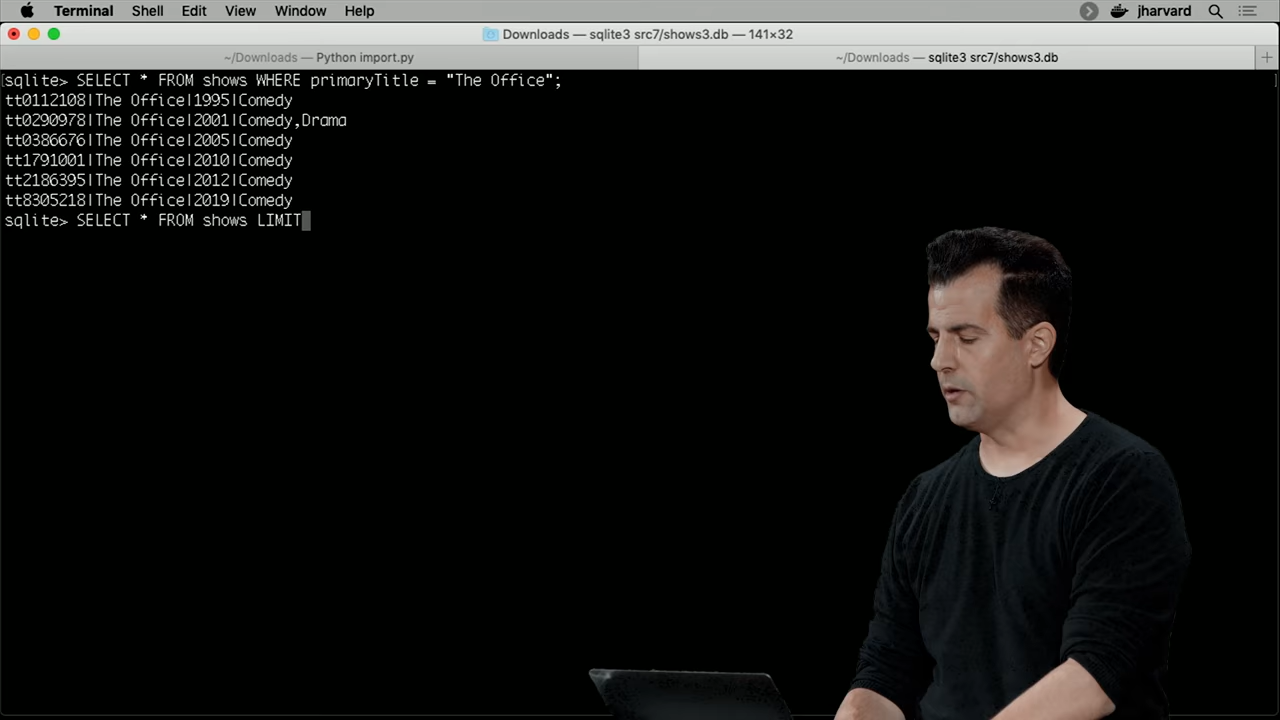 Terminal Shell Edit View Window Help jharvard
Downloads — sqlite3 src7/shows3.db — 141×32
~/Downloads — Python import.py ~/Downloads — sqlite3 src7/shows3.db
sqlite> SELECT * FROM shows WHERE primaryTitle = "The Office";
tt0112108|The Office|1995|Comedy
tt0290978|The Office|2001|Comedy,Drama
tt0386676|The Office|2005|Comedy
tt1791001|The Office|2010|Comedy
tt2186395|The Office|2012|Comedy
tt8305218|The Office|2019|Comedy
sqlite> SELECT * FROM shows LIMIT